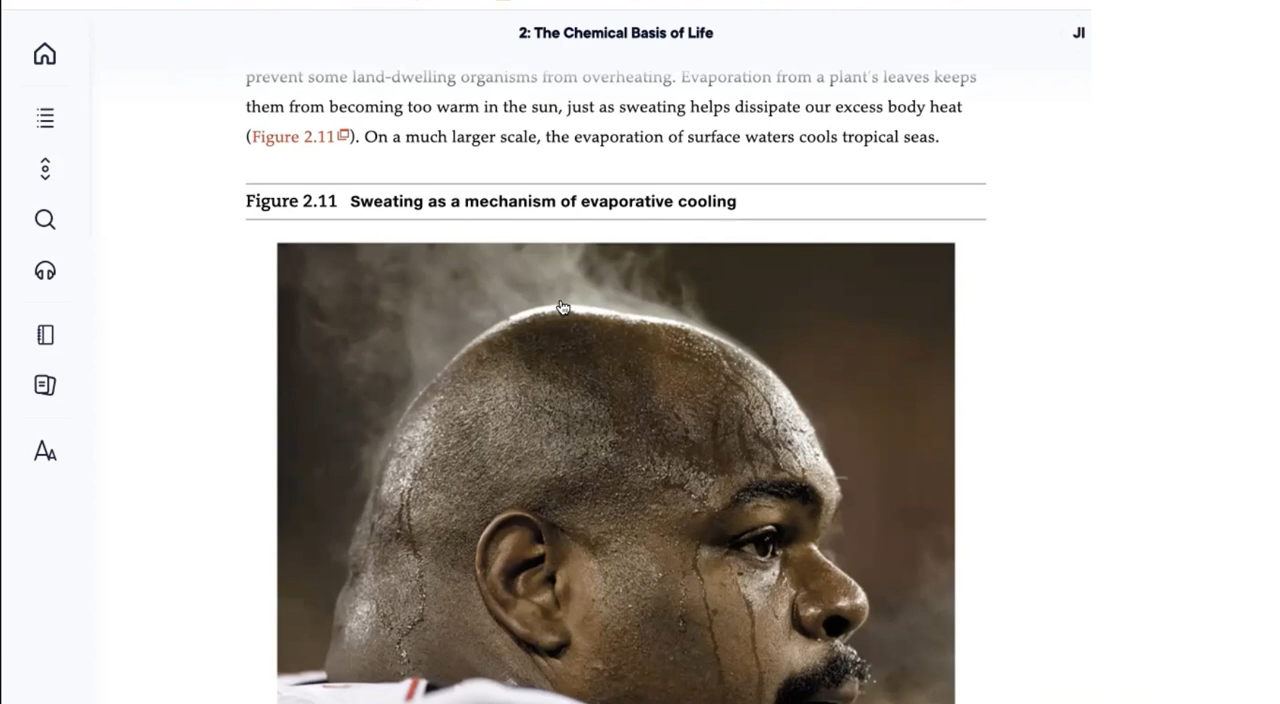 2: The Chemical Basis of Life
JI
prevent some land-dwelling organisms from overheating. Evaporation from a plant's leaves keeps
them from becoming too warm in the sun, just as sweating helps dissipate our excess body heat
(Figure 2.11). On a much larger scale, the evaporation of surface waters cools tropical seas.
Figure 2.11 Sweating as a mechanism of evaporative cooling
AA